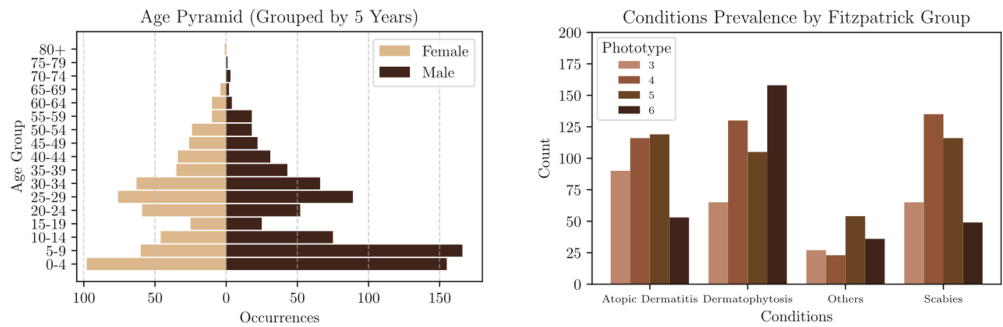 Age Pyramid (Grouped by 5 Years)
Age Group
80+
75-79
70-74
65-69
60-64
55-59
50-54
45-49
40-44
35-39
30-34
25-29
20-24
15-19
10-14
5-9
0-4
Female
Male
100 50 0 50 100 150
Occurrences
Conditions Prevalence by Fitzpatrick Group
Count
200
175
150
125
100
75
50
25
0
Phototype
3
4
5
6
Atopic Dermatitis Dermatophytosis Others Scabies
Conditions